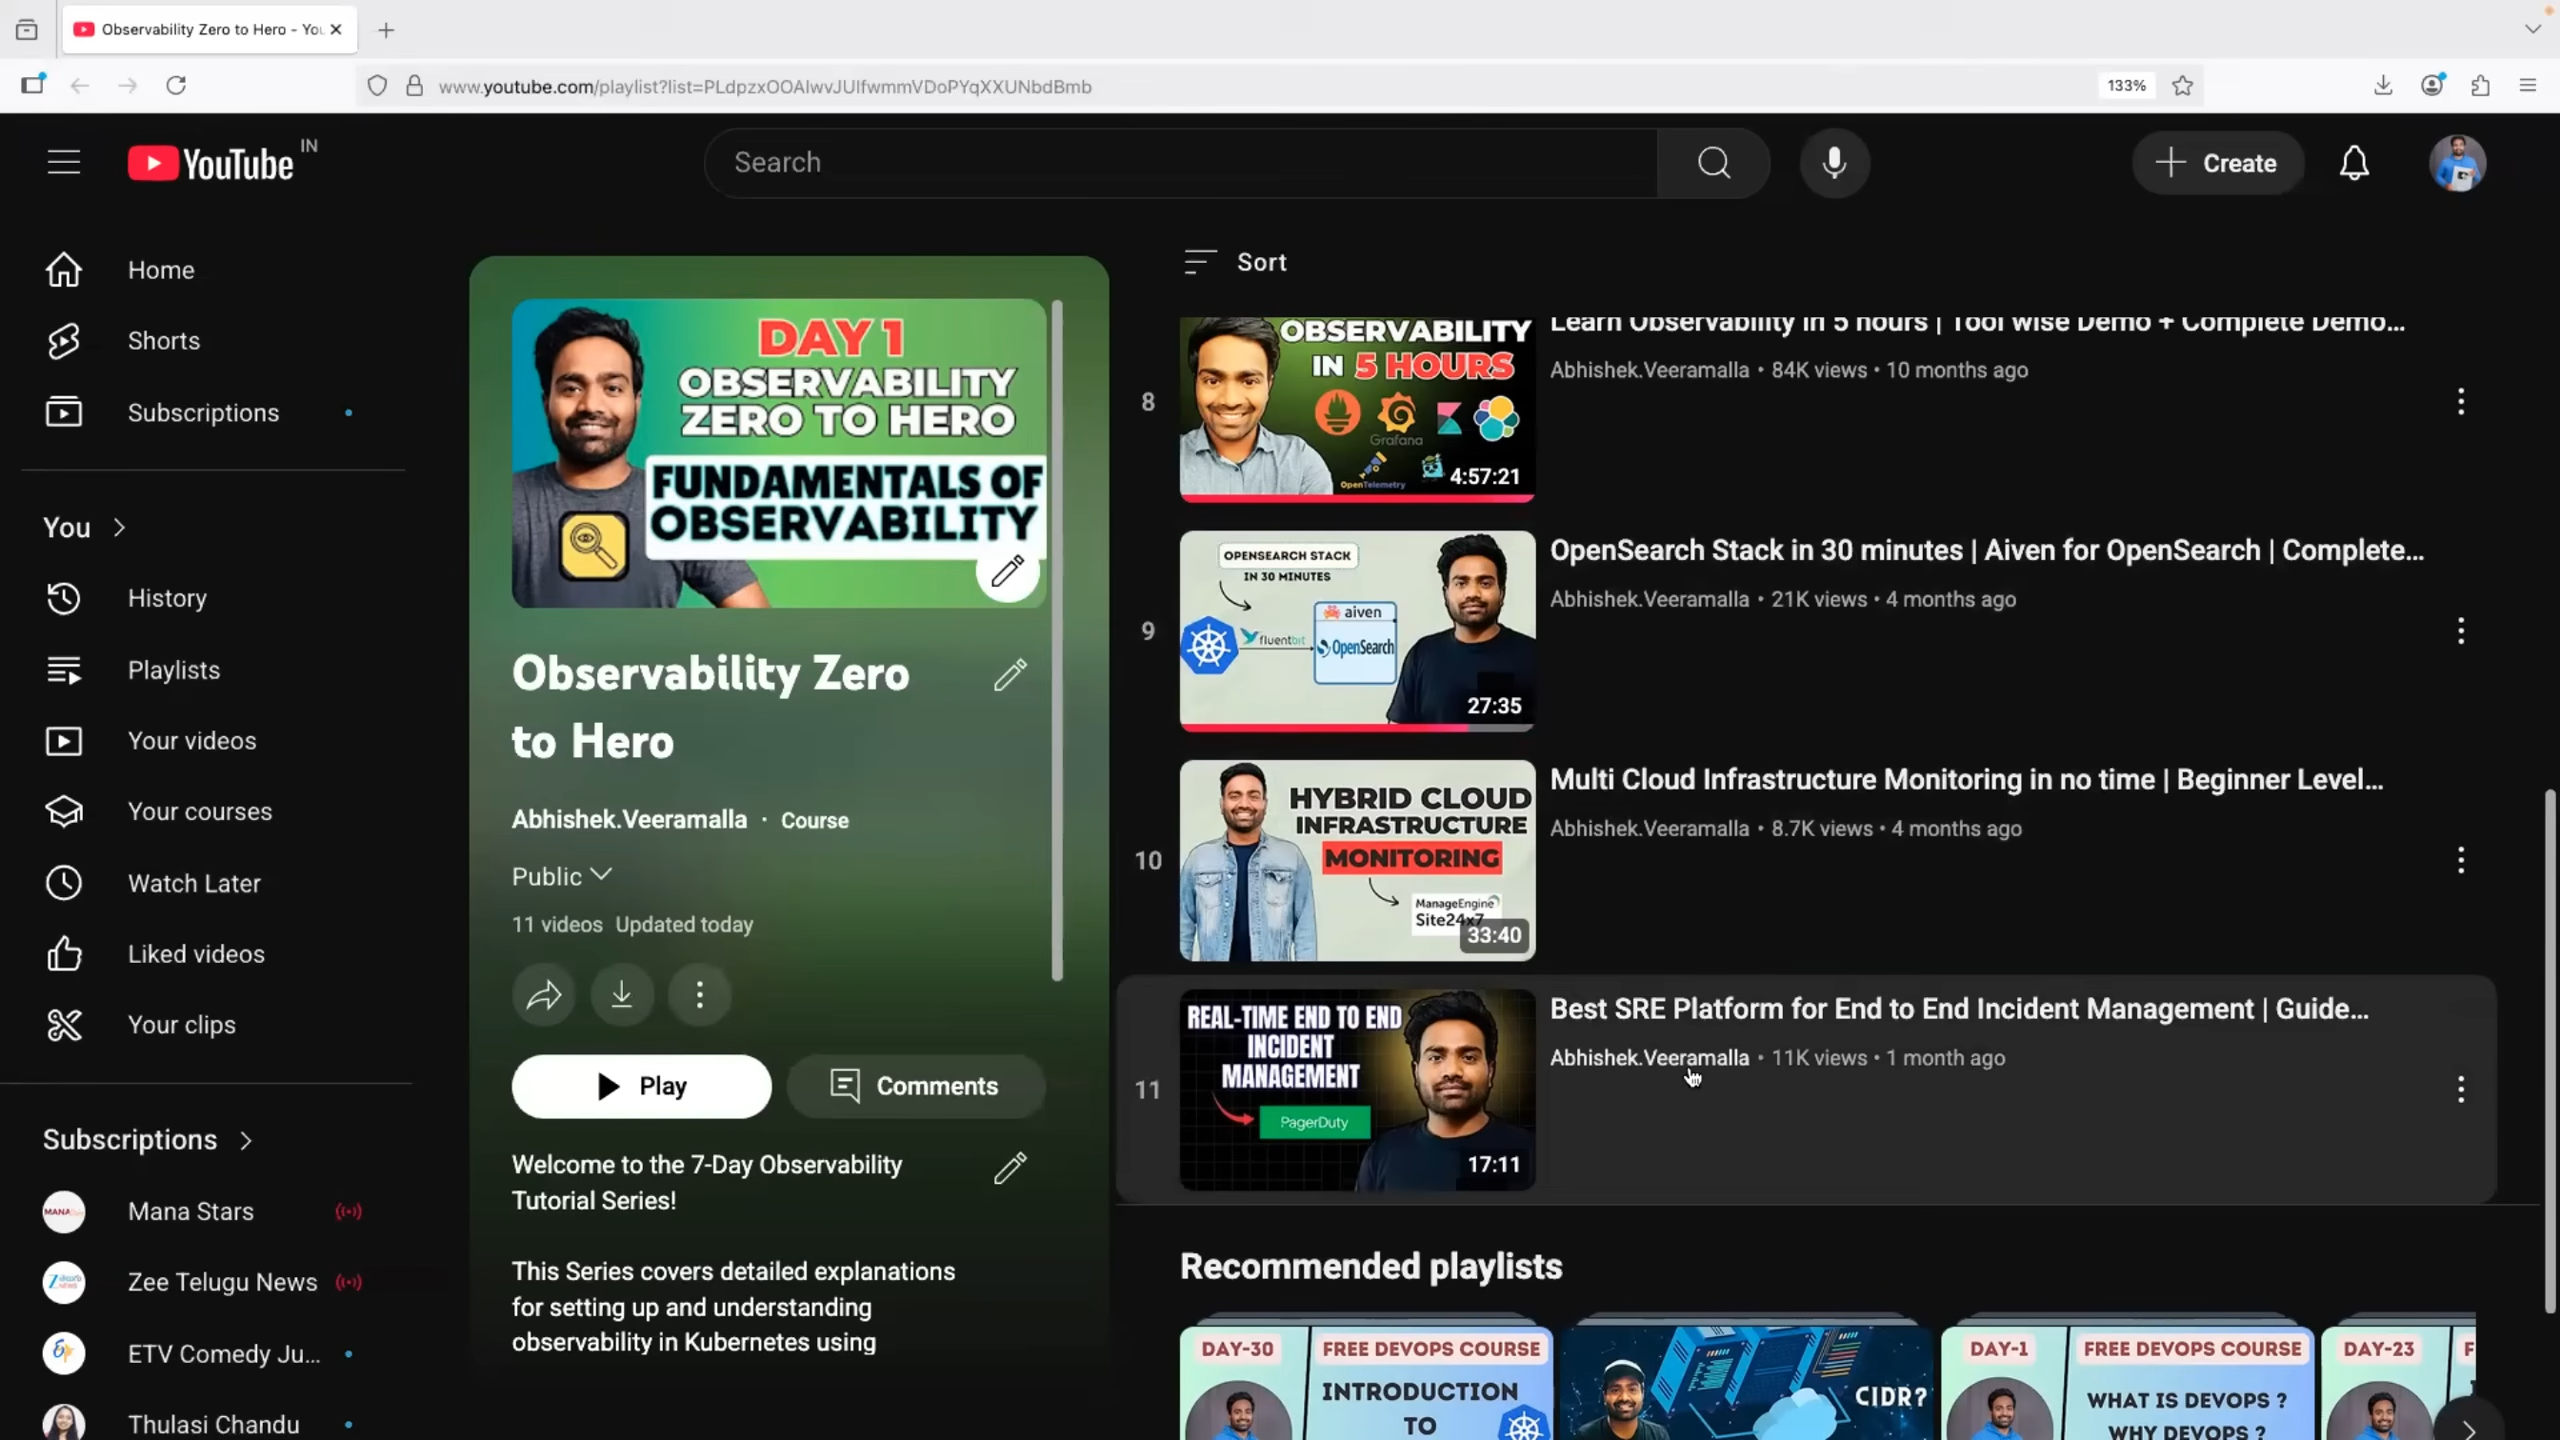 Observability Zero to Hero - You
www.youtube.com/playlist?list=PLdpzxOOAlwvJUlfwmmVDoPYqXXUNbdBmb
133%
YouTube IN
Search
Create
Home
Shorts
Subscriptions
You
History
Playlists
Your videos
Your courses
Watch Later
Liked videos
Your clips
Subscriptions
Mana Stars
Zee Telugu News
ETV Comedy Ju...
Thulasi Chandu
DAY 1
OBSERVABILITY
ZERO TO HERO
FUNDAMENTALS OF
OBSERVABILITY
Observability Zero
to Hero
Abhishek.Veeramalla · Course
Public
11 videos Updated today
Play
Comments
Welcome to the 7-Day Observability
Tutorial Series!
This Series covers detailed explanations
for setting up and understanding
observability in Kubernetes using
Sort
8
OBSERVABILITY
IN 5 HOURS
Grafana
OpenTelemetry
4:57:21
Learn Observability in 5 hours | Tool wise Demo + Complete Demo...
Abhishek.Veeramalla • 84K views • 10 months ago
9
OPENSEARCH STACK
IN 30 MINUTES
aiven
fluentbit
OpenSearch
27:35
OpenSearch Stack in 30 minutes | Aiven for OpenSearch | Complete...
Abhishek.Veeramalla • 21K views • 4 months ago
10
HYBRID CLOUD
INFRASTRUCTURE
MONITORING
ManageEngine
Site24x7
33:40
Multi Cloud Infrastructure Monitoring in no time | Beginner Level...
Abhishek.Veeramalla • 8.7K views • 4 months ago
11
REAL-TIME END TO END
INCIDENT
MANAGEMENT
PagerDuty
17:11
Best SRE Platform for End to End Incident Management | Guide...
Abhishek.Veeramalla • 11K views • 1 month ago
Recommended playlists
DAY-30
FREE DEVOPS COURSE
INTRODUCTION
TO
CIDR?
DAY-1
FREE DEVOPS COURSE
WHAT IS DEVOPS ?
WHY DEVOPS ?
DAY-23
F